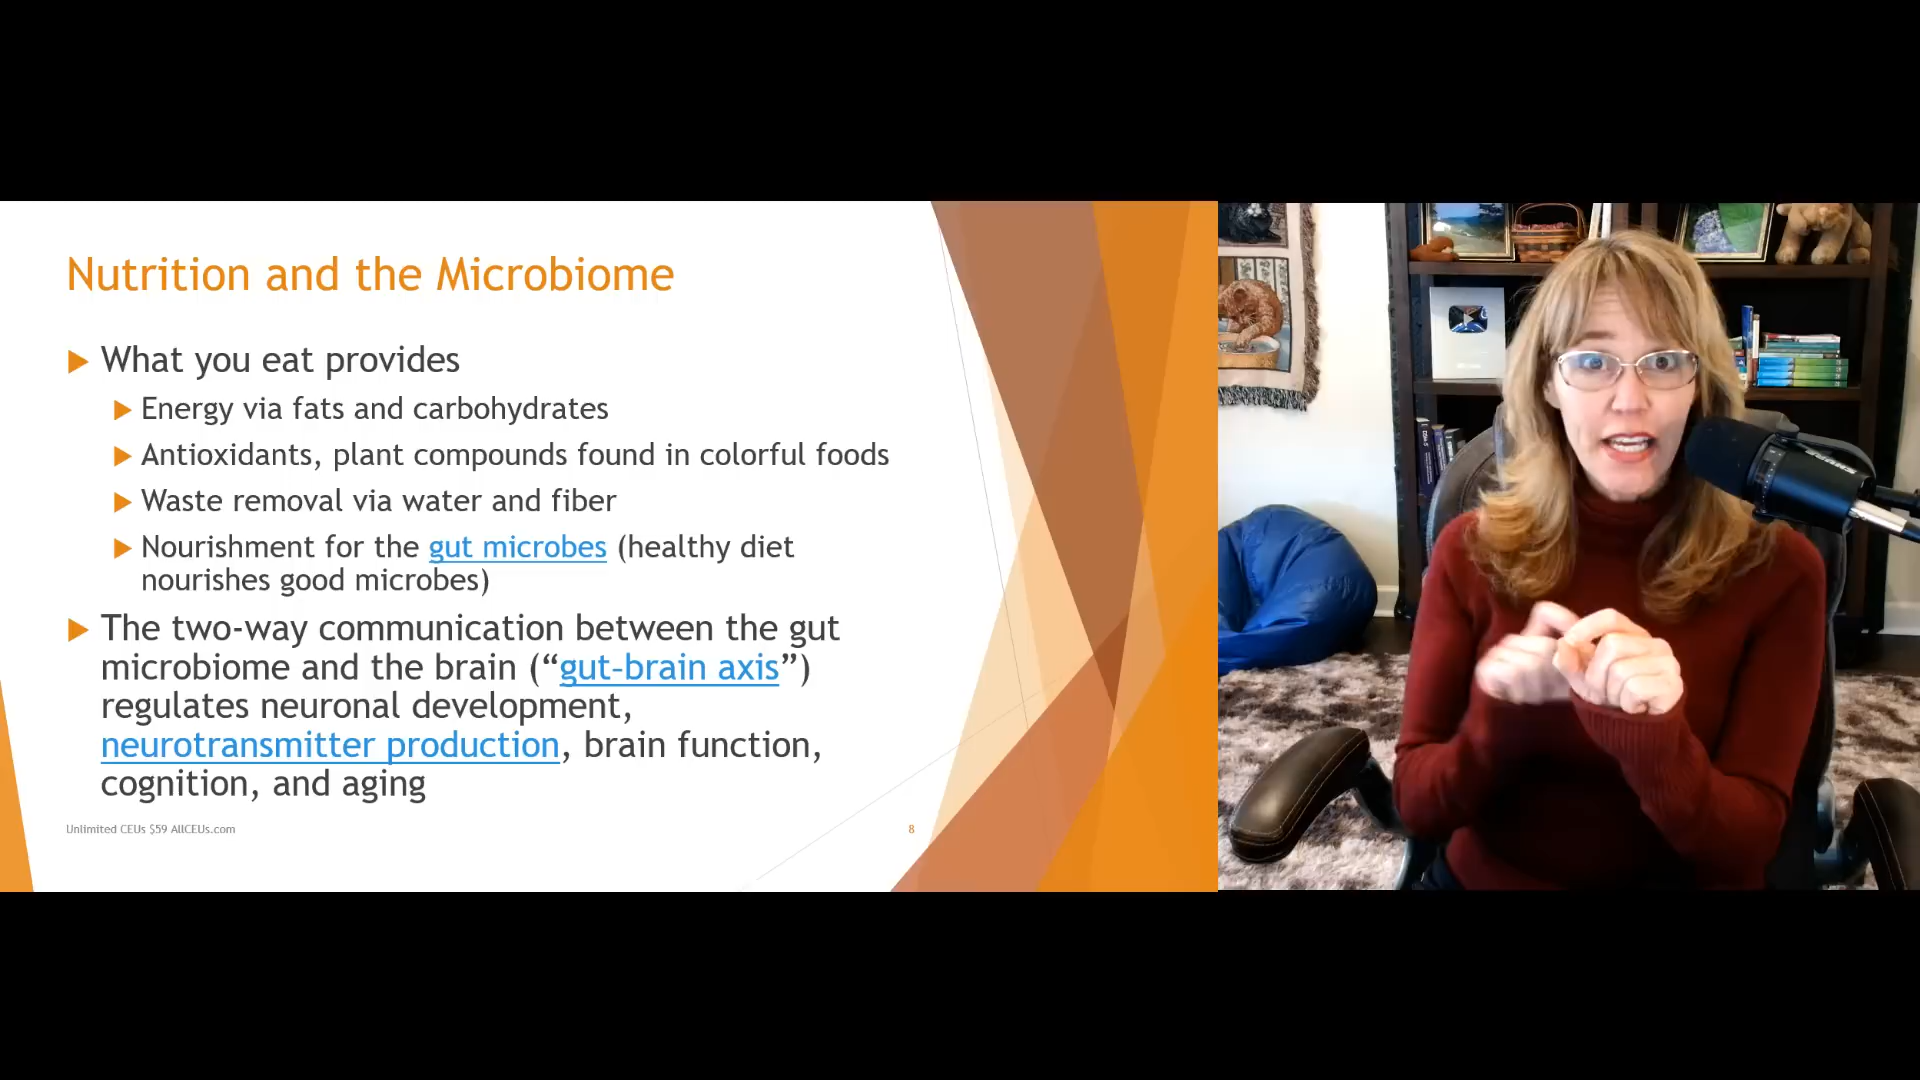 Nutrition and the Microbiome
What you eat provides
Energy via fats and carbohydrates
Antioxidants, plant compounds found in colorful foods
Waste removal via water and fiber
Nourishment for the gut microbes (healthy diet
nourishes good microbes)
The two-way communication between the gut
microbiome and the brain (“gut-brain axis”)
regulates neuronal development,
neurotransmitter production, brain function,
cognition, and aging
Unlimited CEUs $59 AllCEUs.com
8
SHURE